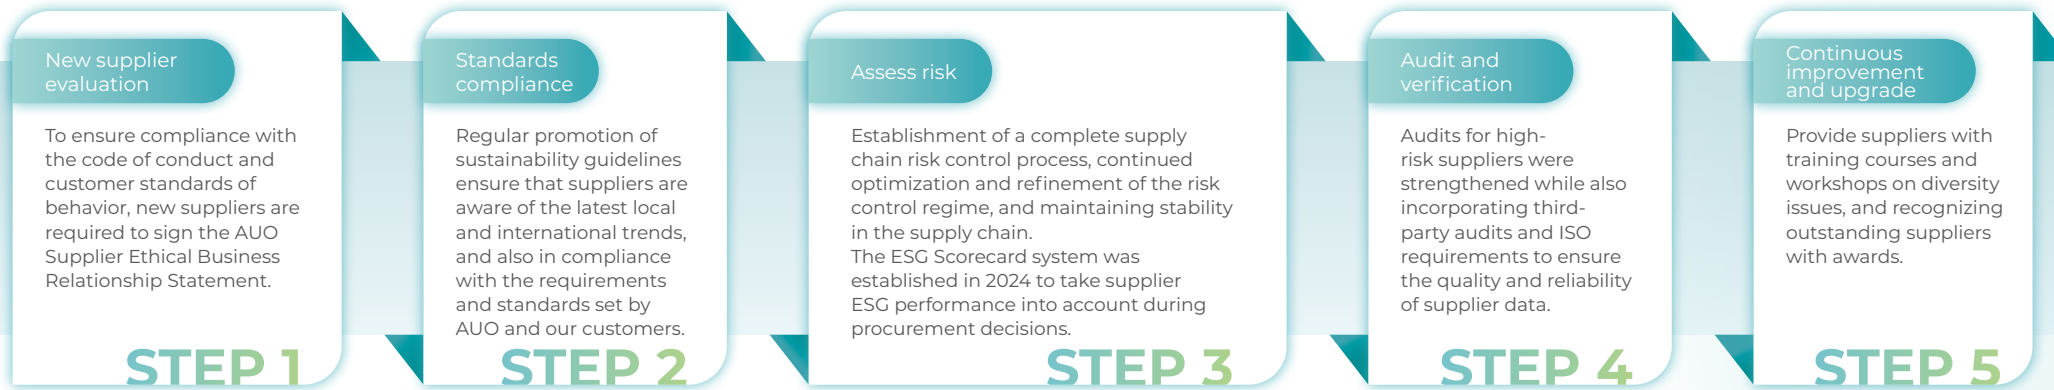 New supplier
evaluation
To ensure compliance with
the code of conduct and
customer standards of
behavior, new suppliers are
required to sign the AUO
Supplier Ethical Business
Relationship Statement.
STEP 1
Standards
compliance
Regular promotion of
sustainability guidelines
ensure that suppliers are
aware of the latest local
and international trends,
and also in compliance
with the requirements
and standards set by
AUO and our customers.
STEP 2
Assess risk
Establishment of a complete supply
chain risk control process, continued
optimization and refinement of the risk
control regime, and maintaining stability
in the supply chain.
The ESG Scorecard system was
established in 2024 to take supplier
ESG performance into account during
procurement decisions.
STEP 3
Audit and
verification
Audits for high-
risk suppliers were
strengthened while also
incorporating third-
party audits and ISO
requirements to ensure
the quality and reliability
of supplier data.
STEP 4
Continuous
improvement
and upgrade
Provide suppliers with
training courses and
workshops on diversity
issues, and recognizing
outstanding suppliers
with awards.
STEP 5